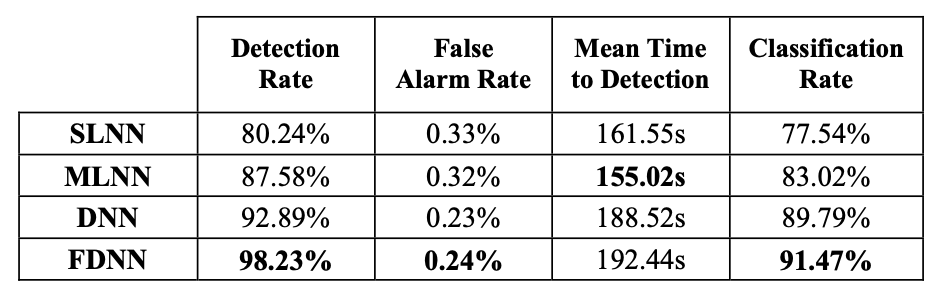 Detection Rate False Alarm Rate Mean Time to Detection Classification Rate
SLNN 80.24% 0.33% 161.55s 77.54%
MLNN 87.58% 0.32% 155.02s 83.02%
DNN 92.89% 0.23% 188.52s 89.79%
FDNN 98.23% 0.24% 192.44s 91.47%